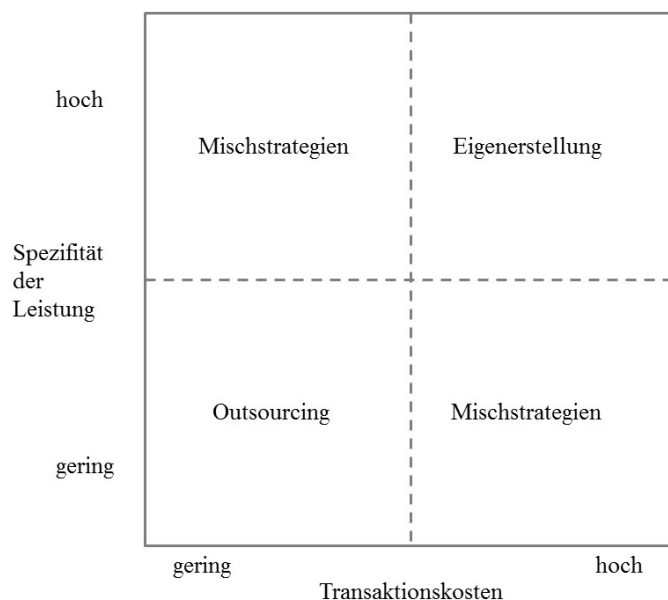 hoch
Mischstrategien
Eigenerstellung
Spezifität
der
Leistung
Outsourcing
Mischstrategien
gering
gering
hoch
Transaktionskosten